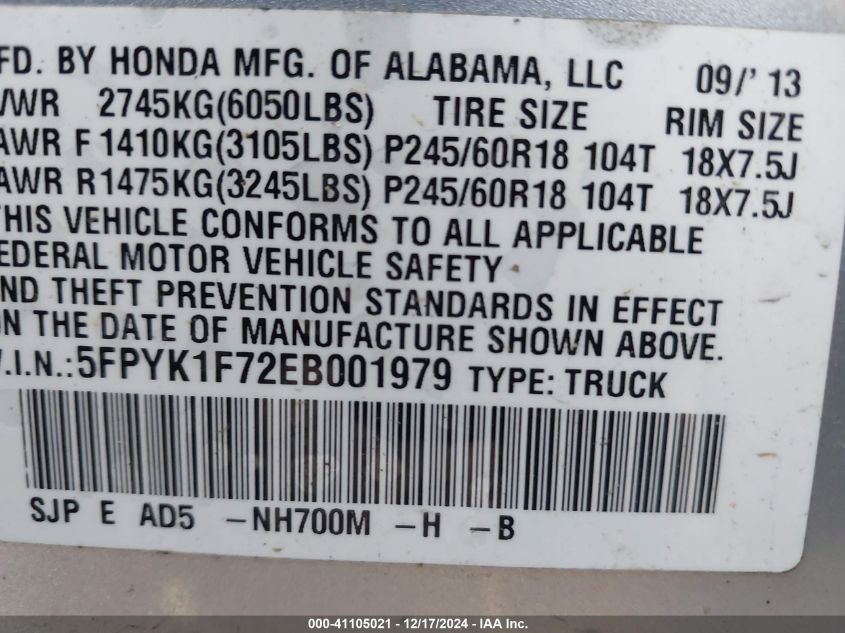 FD. BY HONDA MFG. OF ALABAMA, LLC 09/' 13
VWR 2745KG(6050LBS) TIRE SIZE RIM SIZE
AWR F 1410KG(3105LBS) P245/60R18 104T 18X7.5J
AWR R1475KG(3245LBS) P245/60R18 104T 18X7.5J
THIS VEHICLE CONFORMS TO ALL APPLICABLE
EDERAL MOTOR VEHICLE SAFETY
ND THEFT PREVENTION STANDARDS IN EFFECT
ON THE DATE OF MANUFACTURE SHOWN ABOVE.
V.I.N.:5FPYK1F72EB001979 TYPE: TRUCK
SJP E AD5 -NH700M -H -B
000-41105021 - 12/17/2024 - IAA Inc.